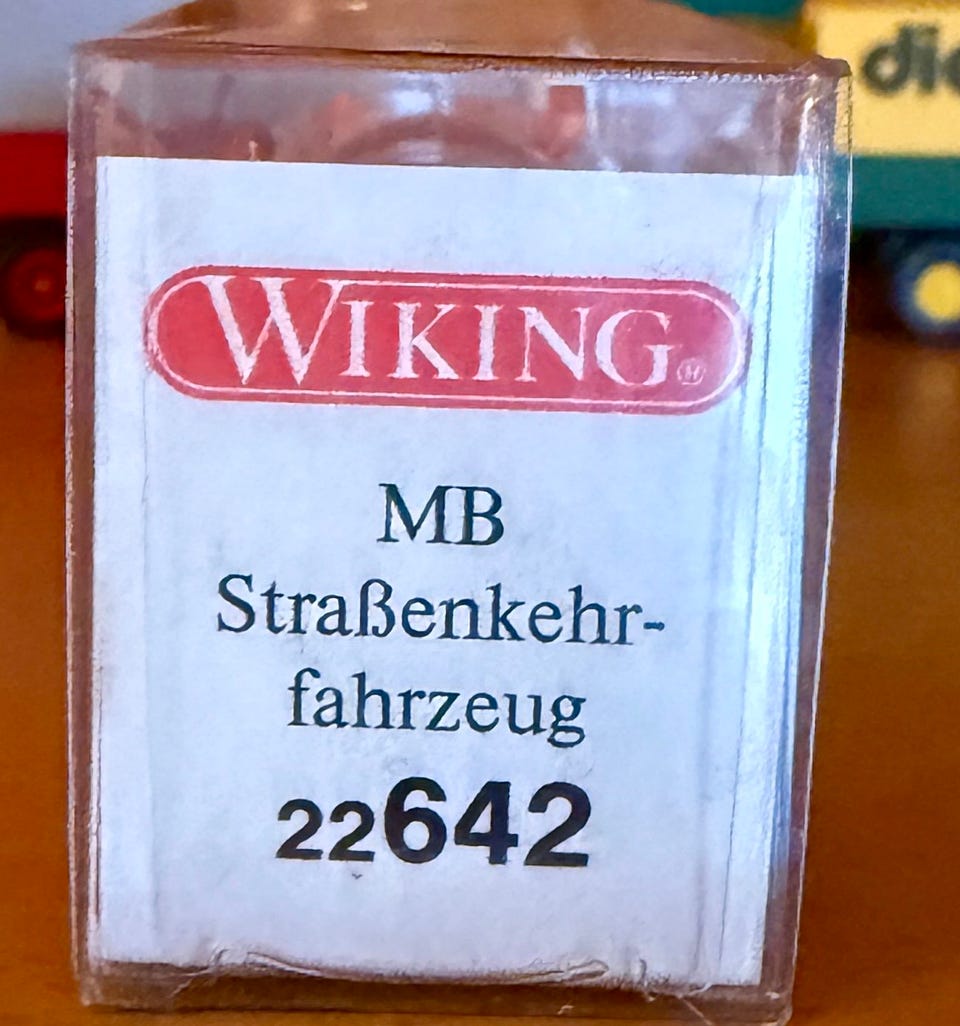 WIKING
MB
Straßenkehr-
fahrzeug
22642